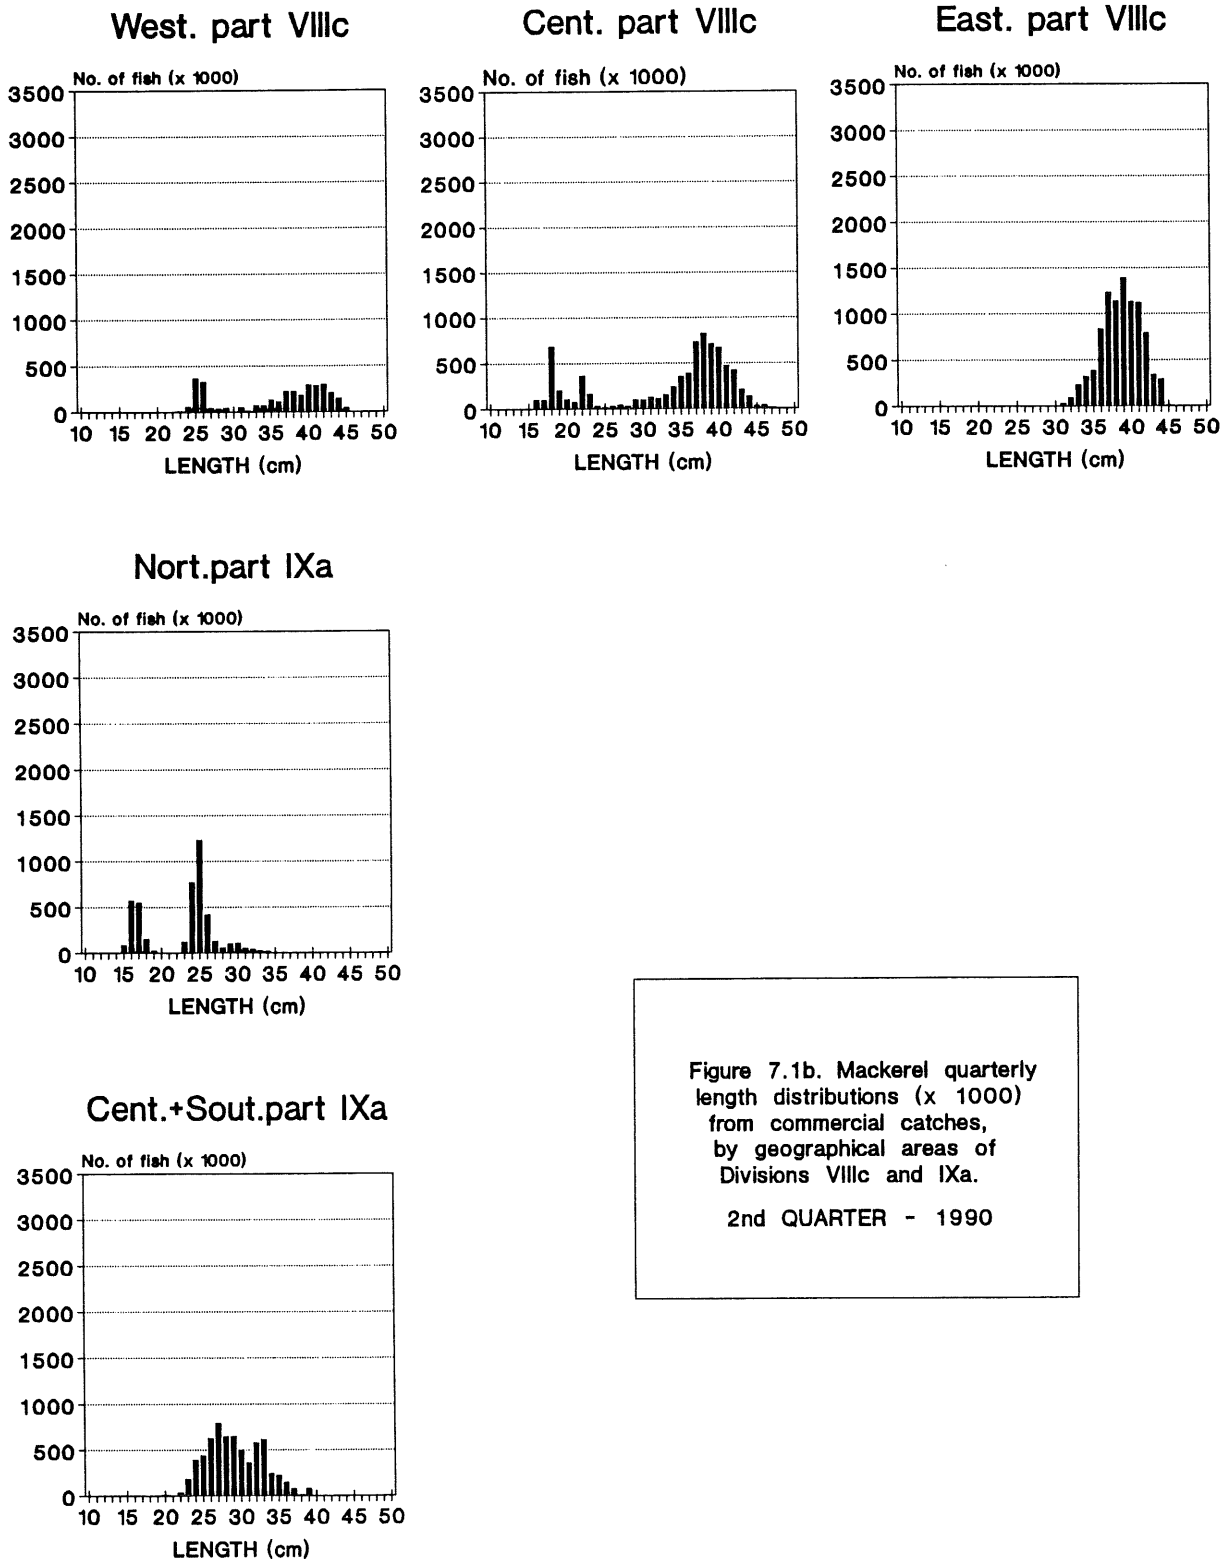 West. part VIIIc
No. of fish (x 1000)
3500
3000
2500
2000
1500
1000
500
0
10 15 20 25 30 35 40 45 50
LENGTH (cm)
Cent. part VIIIc
No. of fish (x 1000)
3500
3000
2500
2000
1500
1000
500
0
10 15 20 25 30 35 40 45 50
LENGTH (cm)
East. part VIIIc
No. of fish (x 1000)
3500
3000
2500
2000
1500
1000
500
0
10 15 20 25 30 35 40 45 50
LENGTH (cm)
Nort.part IXa
No. of fish (x 1000)
3500
3000
2500
2000
1500
1000
500
0
10 15 20 25 30 35 40 45 50
LENGTH (cm)
Cent.+Sout.part IXa
No. of fish (x 1000)
3500
3000
2500
2000
1500
1000
500
0
10 15 20 25 30 35 40 45 50
LENGTH (cm)
Figure 7.1b. Mackerel quarterly
length distributions (x 1000)
from commercial catches,
by geographical areas of
Divisions VIIIc and IXa.
2nd QUARTER - 1990